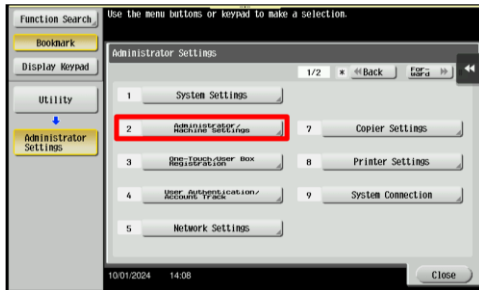 Function Search
Use the menu buttons or keypad to make a selection.
Bookmark
Display Keypad
Utility
Administrator
Settings
Administrator Settings
1/2
* Back
For-
ward
1 System Settings
2 Administrator/
Machine Settings
3 One-Touch/User Box
Registration
4 User Authentication/
Account Track
5 Network Settings
7 Copier Settings
8 Printer Settings
9 System Connection
10/01/2024 14:08
Close